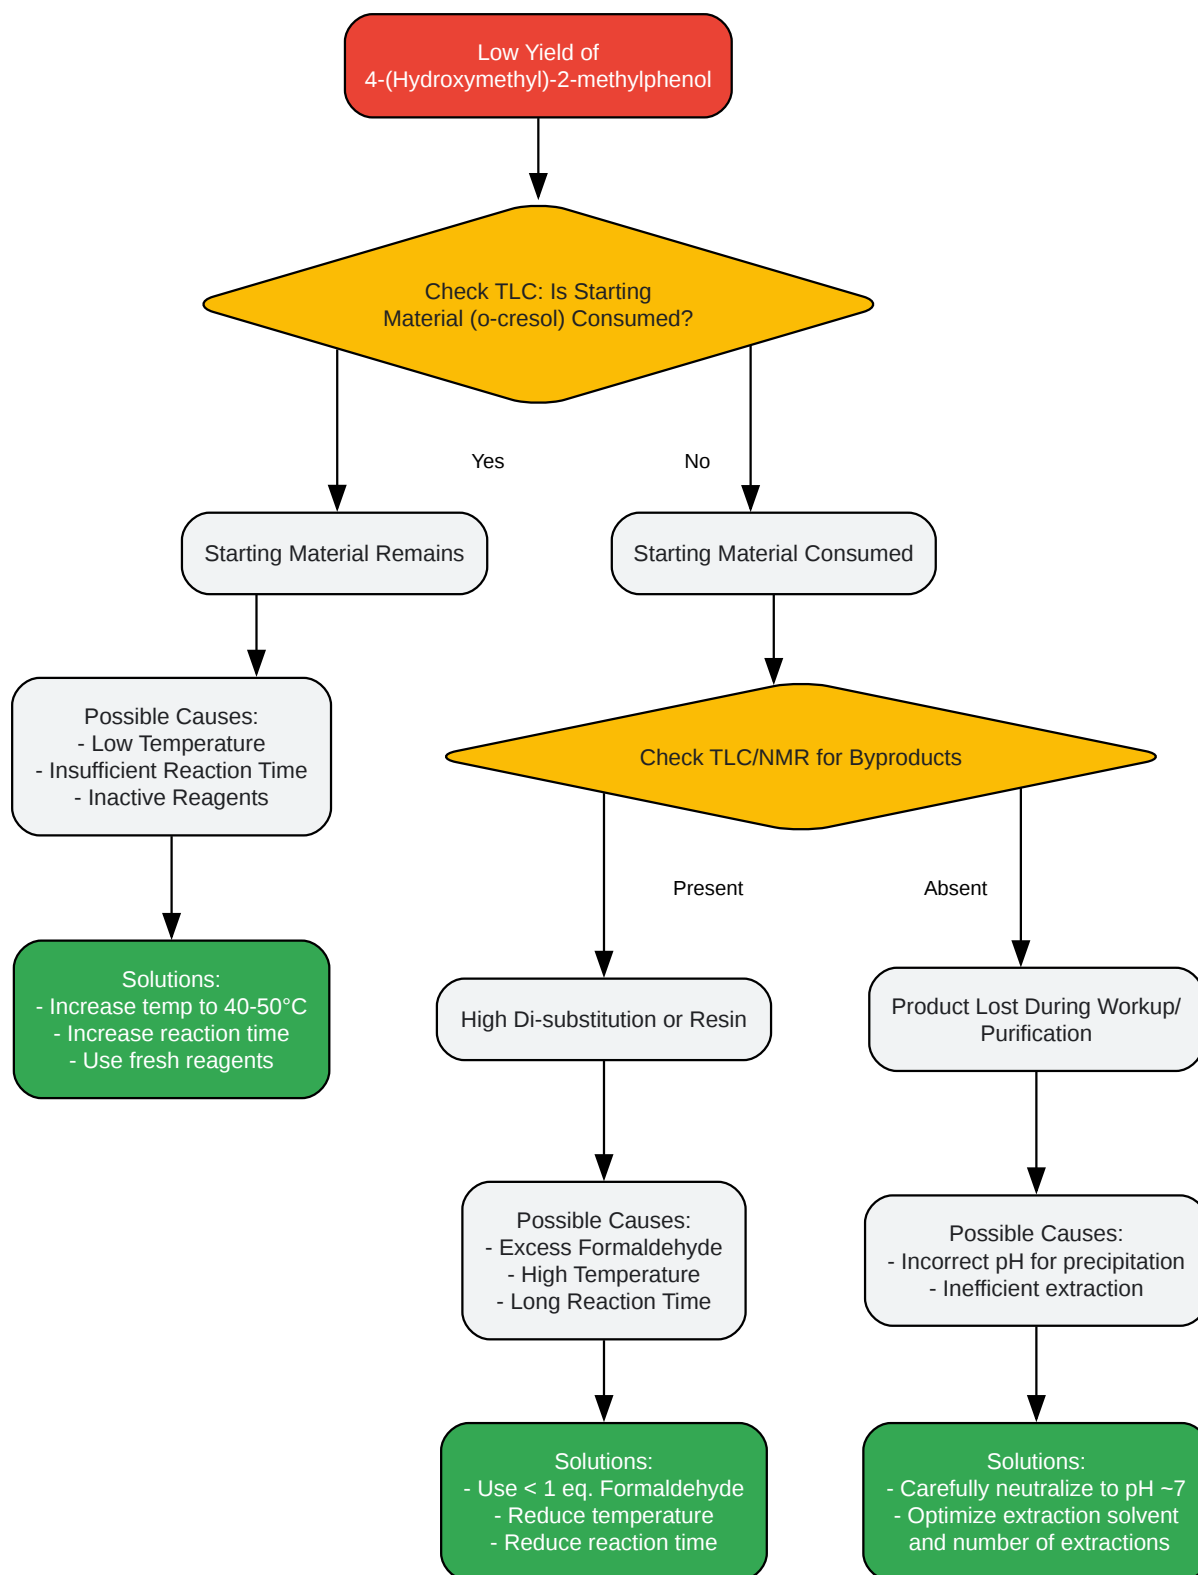 Low Yield of
4-(Hydroxymethyl)-2-methylphenol
Check TLC: Is Starting
Material (o-cresol) Consumed?
Yes
No
Starting Material Remains
Starting Material Consumed
Possible Causes:
- Low Temperature
- Insufficient Reaction Time
- Inactive Reagents
Check TLC/NMR for Byproducts
Present
Absent
Solutions:
- Increase temp to 40-50°C
- Increase reaction time
- Use fresh reagents
High Di-substitution or Resin
Product Lost During Workup/
Purification
Possible Causes:
- Excess Formaldehyde
- High Temperature
- Long Reaction Time
Possible Causes:
- Incorrect pH for precipitation
- Inefficient extraction
Solutions:
- Use < 1 eq. Formaldehyde
- Reduce temperature
- Reduce reaction time
Solutions:
- Carefully neutralize to pH ~7
- Optimize extraction solvent
and number of extractions